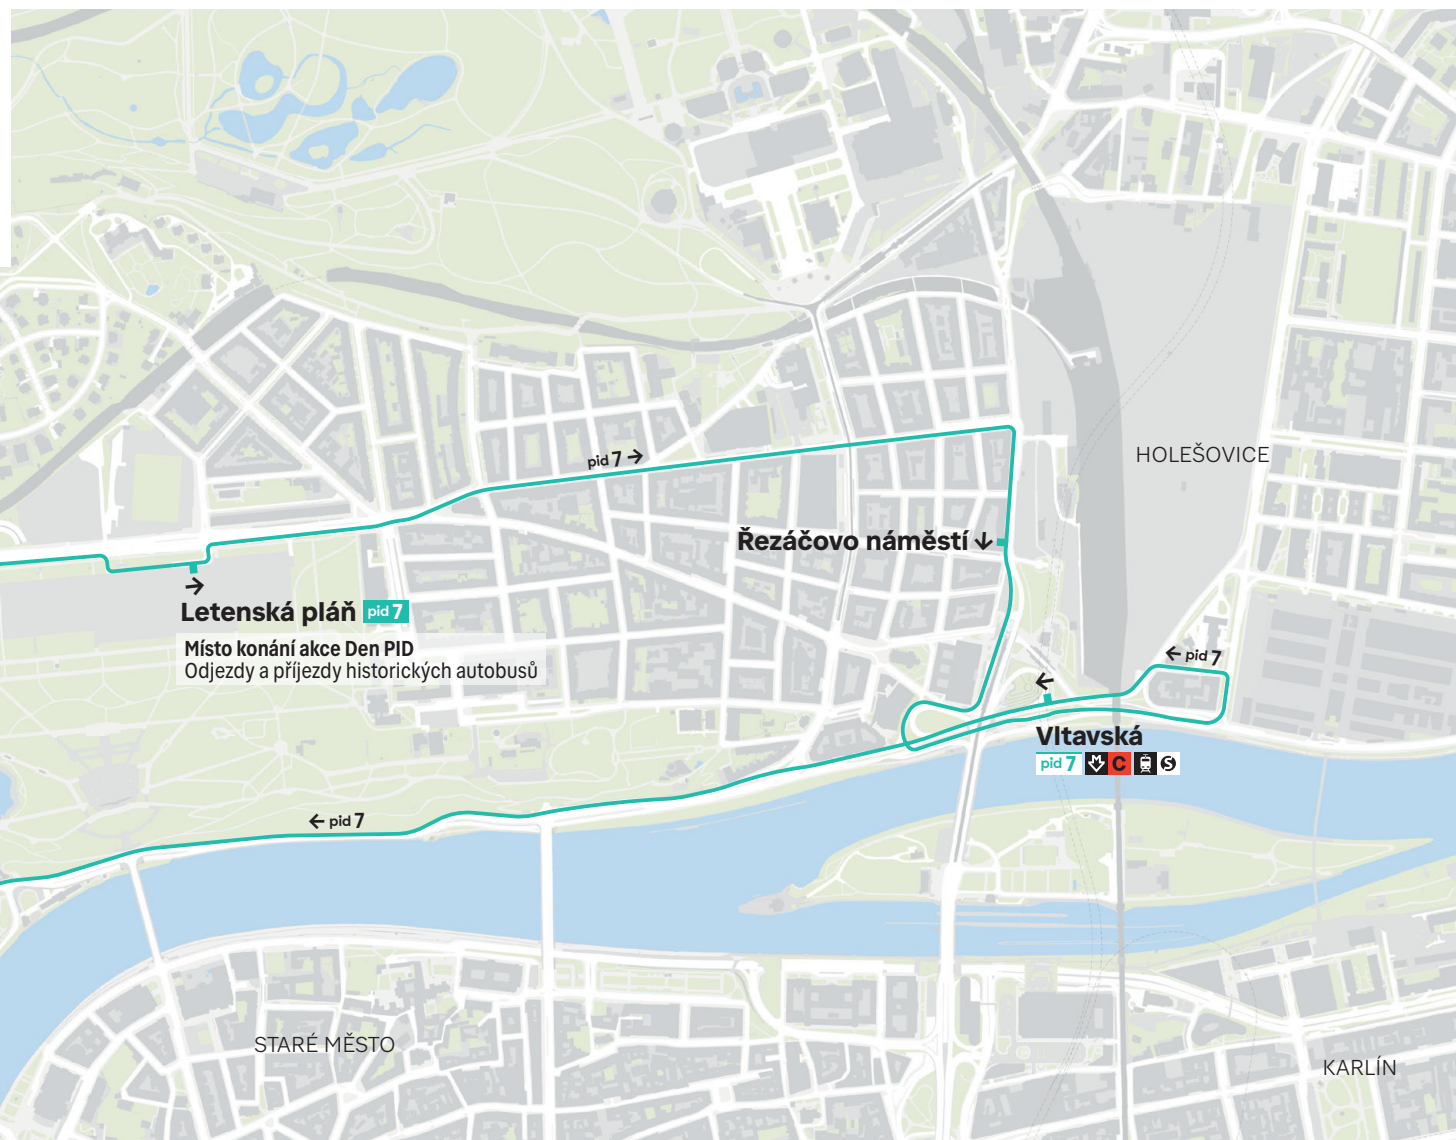 HOLEŠOVICE
pid 7 →
Řezáčovo náměstí ↓
→
Letenská pláň pid 7
Místo konání akce Den PID
Odjezdy a příjezdy historických autobusů
← pid 7
←
Vltavská
pid 7 C S
← pid 7
STARÉ MĚSTO
KARLÍN